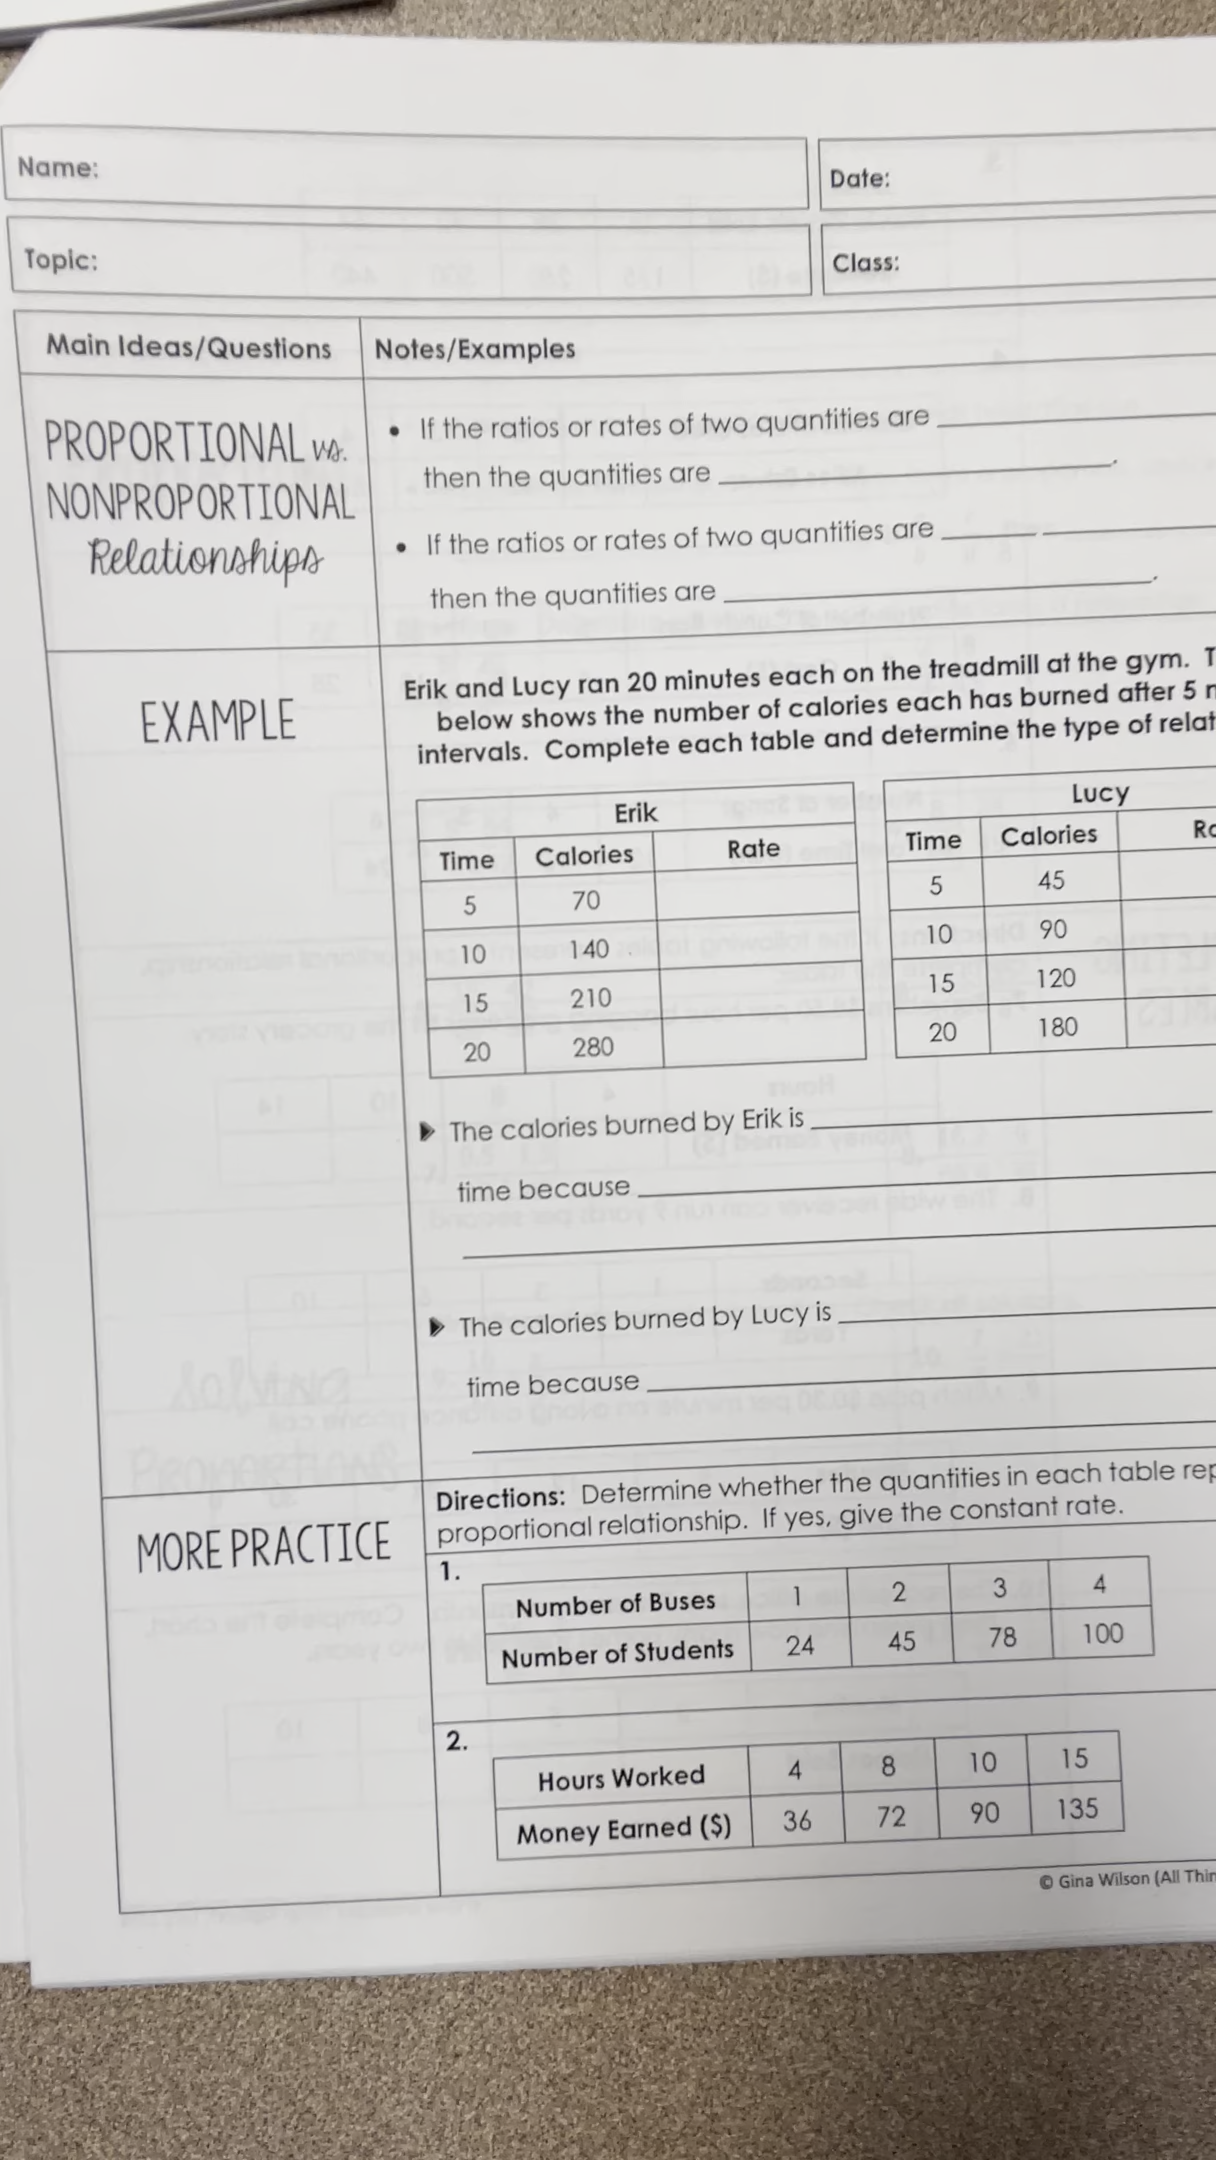 Name:
Date:
Topic:
Class:
Main Ideas/Questions
Notes/Examples
PROPORTIONAL vs.
NONPROPORTIONAL
Relationships
• If the ratios or rates of two quantities are
then the quantities are .
• If the ratios or rates of two quantities are
then the quantities are .
EXAMPLE
Erik and Lucy ran 20 minutes each on the treadmill at the gym.
below shows the number of calories each has burned after 5
intervals. Complete each table and determine the type of
Erik
Time Calories Rate
5 70
10 140
15 210
20 280
Lucy
Time Calories
5 45
10 90
15 120
20 180
The calories burned by Erik is
time because
The calories burned by Lucy is
time because
MORE PRACTICE
Directions: Determine whether the quantities in each table
proportional relationship. If yes, give the constant rate.
1.
Number of Buses 1 2 3 4
Number of Students 24 45 78 100
2.
Hours Worked 4 8 10 15
Money Earned ($) 36 72 90 135
© Gina Wilson (All